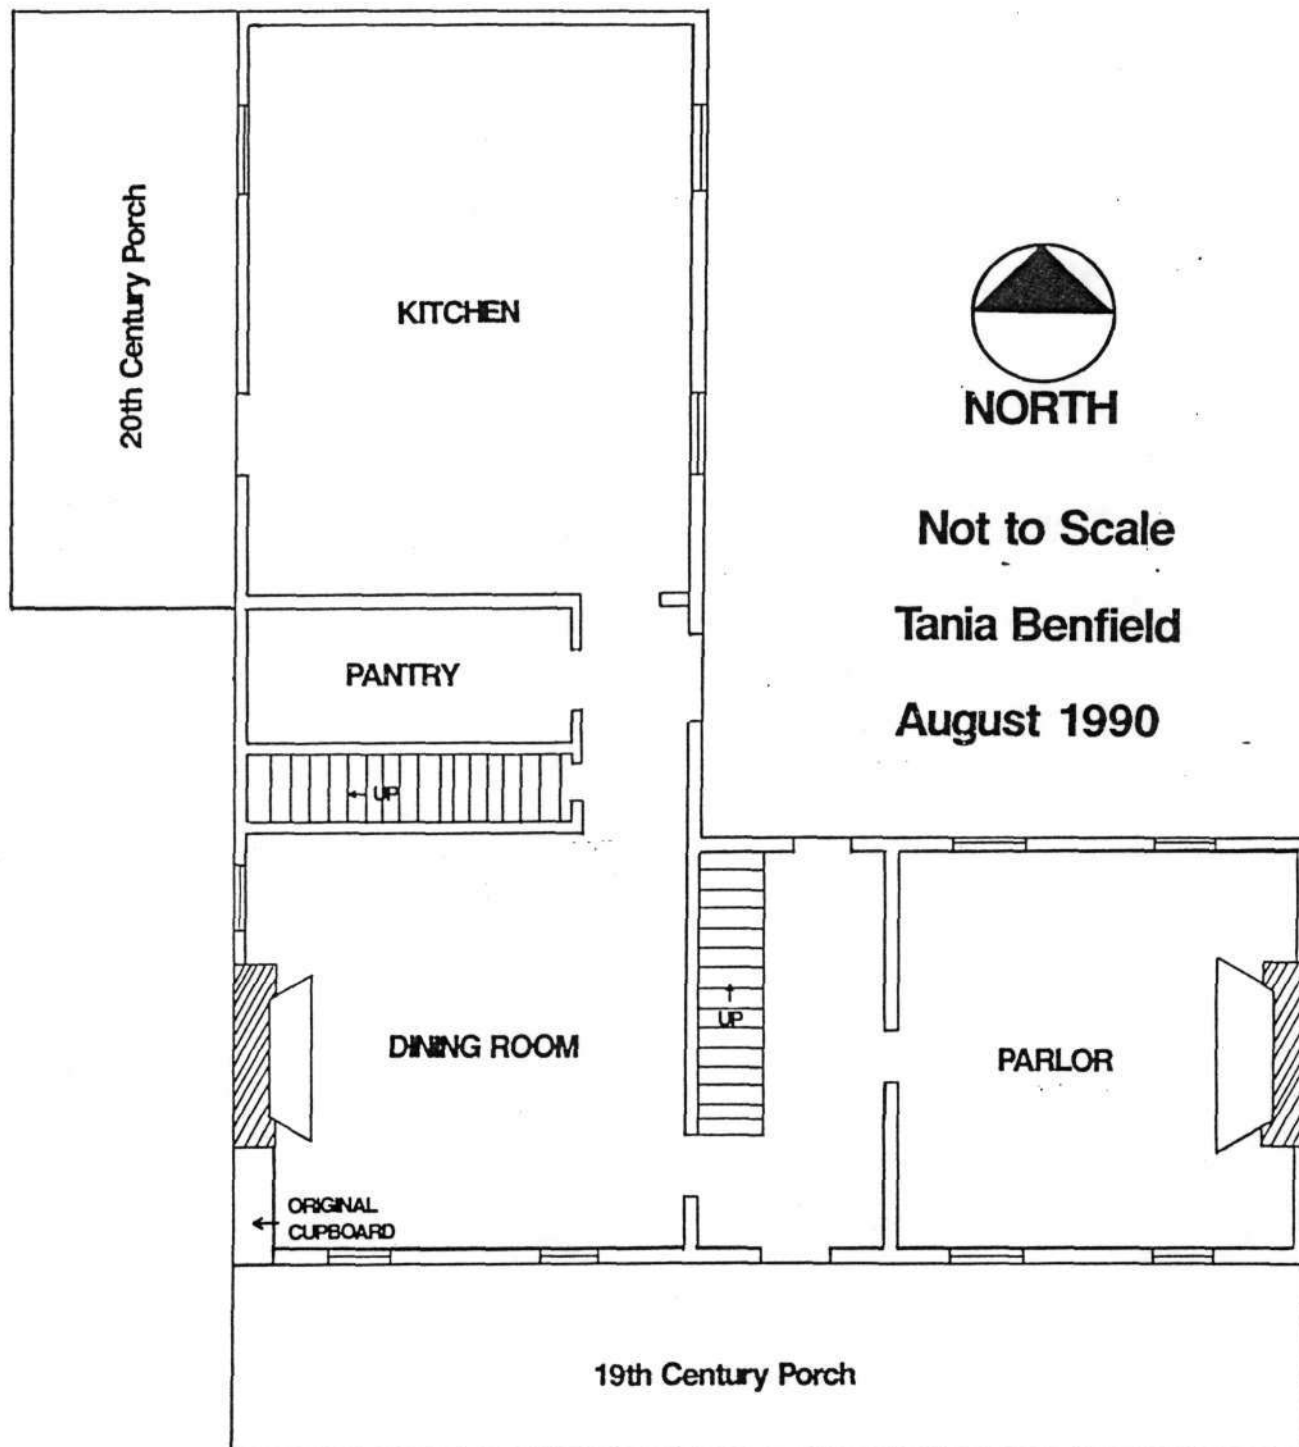 20th Century Porch
KITCHEN
NORTH
Not to Scale
Tania Benfield
August 1990
PANTRY
← UP
↑
UP
DINING ROOM
PARLOR
ORIGINAL
← CUPBOARD
19th Century Porch